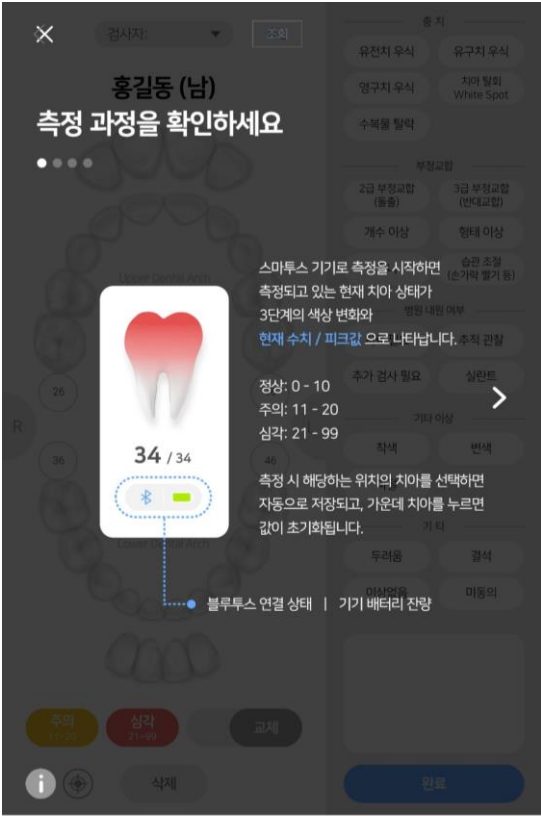 검사자:
조회
홍길동 (남)
측정 과정을 확인하세요
충 치
유전치 우식
유구치 우식
영구치 우식
치아 탈회
White Spot
수복물 탈락
부정교합
2급 부정교합
(돌출)
3급 부정교합
(반대교합)
개수 이상
형태 이상
습관 조절
(손가락 빨기 등)
병원 내원 여부
추적 관찰
추가 검사 필요
실란트
기타 이상
착색
변색
기 타
두려움
결석
이상없음
미동의
Upper Dental Arch
스마투스 기기로 측정을 시작하면
측정되고 있는 현재 치아 상태가
3단계의 색상 변화와
현재 수치 / 피크값 으로 나타납니다.
정상: 0 - 10
주의: 11 - 20
심각: 21 - 99
측정 시 해당하는 위치의 치아를 선택하면
자동으로 저장되고, 가운데 치아를 누르면
값이 초기화됩니다.
26
R
36
46
34 / 34
Lower Dental Arch
블루투스 연결 상태 | 기기 배터리 잔량
주의
11-20
심각
21-99
교체
i
삭제
완료